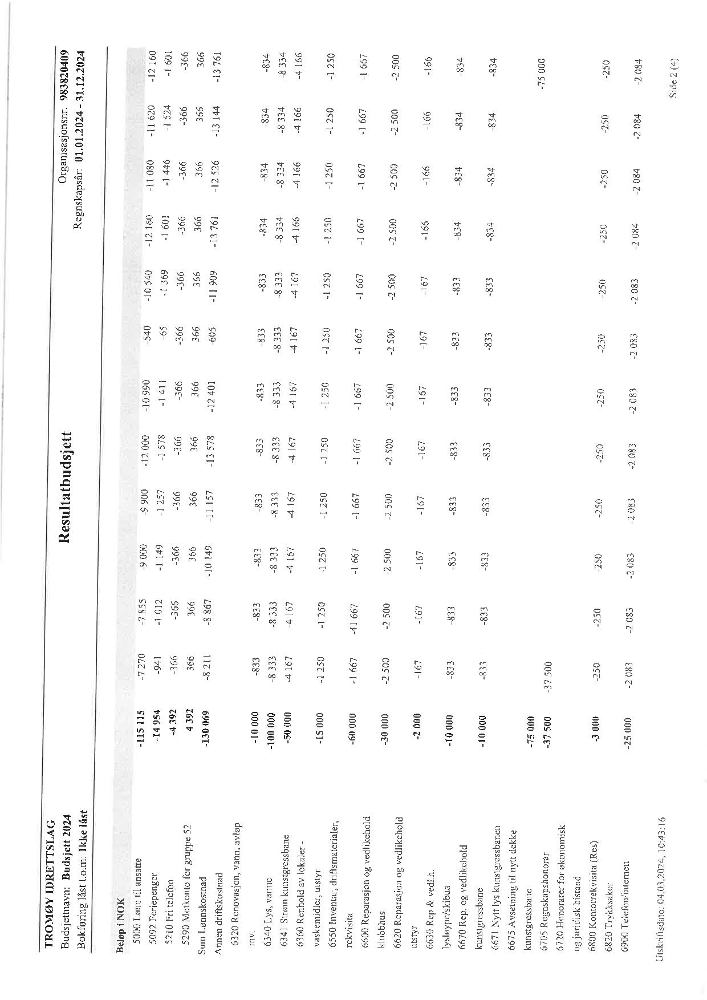 TROMØY IDRETTSLAG
Budsjettnavn: Budsjett 2024 Resultatbudsjett Organisasjonsnr. 983820409
Bokføring låst t.o.m: Ikke låst Regnskapsår: 01.01.2024 - 31.12.2024
Beløp i NOK
5000 Lønn til ansatte -115 115 -7 270 -7 855 -9 000 -9 900 -12 000 -10 990 -540 -10 540 -12 160 -11 080 -11 620 -12 160
5092 Feriepenger -14 954 -941 -1 012 -1 149 -1 257 -1 578 -1 411 -65 -1 369 -1 601 -1 446 -1 524 -1 601
5210 Fri telefon -4 392 -366 -366 -366 -366 -366 -366 -366 -366 -366 -366 -366 -366
5290 Motkonto for gruppe 52 4 392 366 366 366 366 366 366 366 366 366 366 366 366
Sum Lønnskostnad -130 069 -8 211 -8 867 -10 149 -11 157 -13 578 -12 401 -605 -11 909 -13 761 -12 526 -13 144 -13 761
Annen driftskostnad
6320 Renovasjon, vann. avløp
mv. -10 000 -833 -833 -833 -833 -833 -833 -833 -833 -834 -834 -834 -834
6340 Lys, varme -100 000 -8 333 -8 333 -8 333 -8 333 -8 333 -8 333 -8 333 -8 333 -8 334 -8 334 -8 334 -8 334
6341 Strøm kunstgressbane -50 000 -4 167 -4 167 -4 167 -4 167 -4 167 -4 167 -4 167 -4 167 -4 166 -4 166 -4 166 -4 166
6360 Renhold av lokaler -
vaskemidler, utstyr -15 000 -1 250 -1 250 -1 250 -1 250 -1 250 -1 250 -1 250 -1 250 -1 250 -1 250 -1 250 -1 250
6550 Inventar, driftsmaterialer,
rekvisita -60 000 -1 667 -41 667 -1 667 -1 667 -1 667 -1 667 -1 667 -1 667 -1 667 -1 667 -1 667 -1 667
6600 Reparasjon og vedlikehold
klubbhus -30 000 -2 500 -2 500 -2 500 -2 500 -2 500 -2 500 -2 500 -2 500 -2 500 -2 500 -2 500 -2 500
6620 Reparasjon og vedlikehold
utstyr -2 000 -167 -167 -167 -167 -167 -167 -167 -167 -166 -166 -166 -166
6630 Rep & vedl.h.
lysløype/skibua -10 000 -833 -833 -833 -833 -833 -833 -833 -833 -834 -834 -834 -834
6670 Rep. og vedlikehold
kunstgressbane -10 000 -833 -833 -833 -833 -833 -833 -833 -833 -834 -834 -834 -834
6671 Nytt lys kunstgressbanen
6675 Avsetning til nytt dekke
kunstgressbane -75 000 -75 000
6705 Regnskapshonorar -37 500 -37 500
6720 Honorarer for økonomisk
og juridisk bistand
6800 Kontorrekvisita (Res) -3 000 -250 -250 -250 -250 -250 -250 -250 -250 -250 -250 -250 -250
6820 Trykksaker
6900 Telefon/internett -25 000 -2 083 -2 083 -2 083 -2 083 -2 083 -2 083 -2 083 -2 083 -2 084 -2 084 -2 084 -2 084
Utskriftsdato: 04.03.2024, 10:43:16 Side 2 (4)